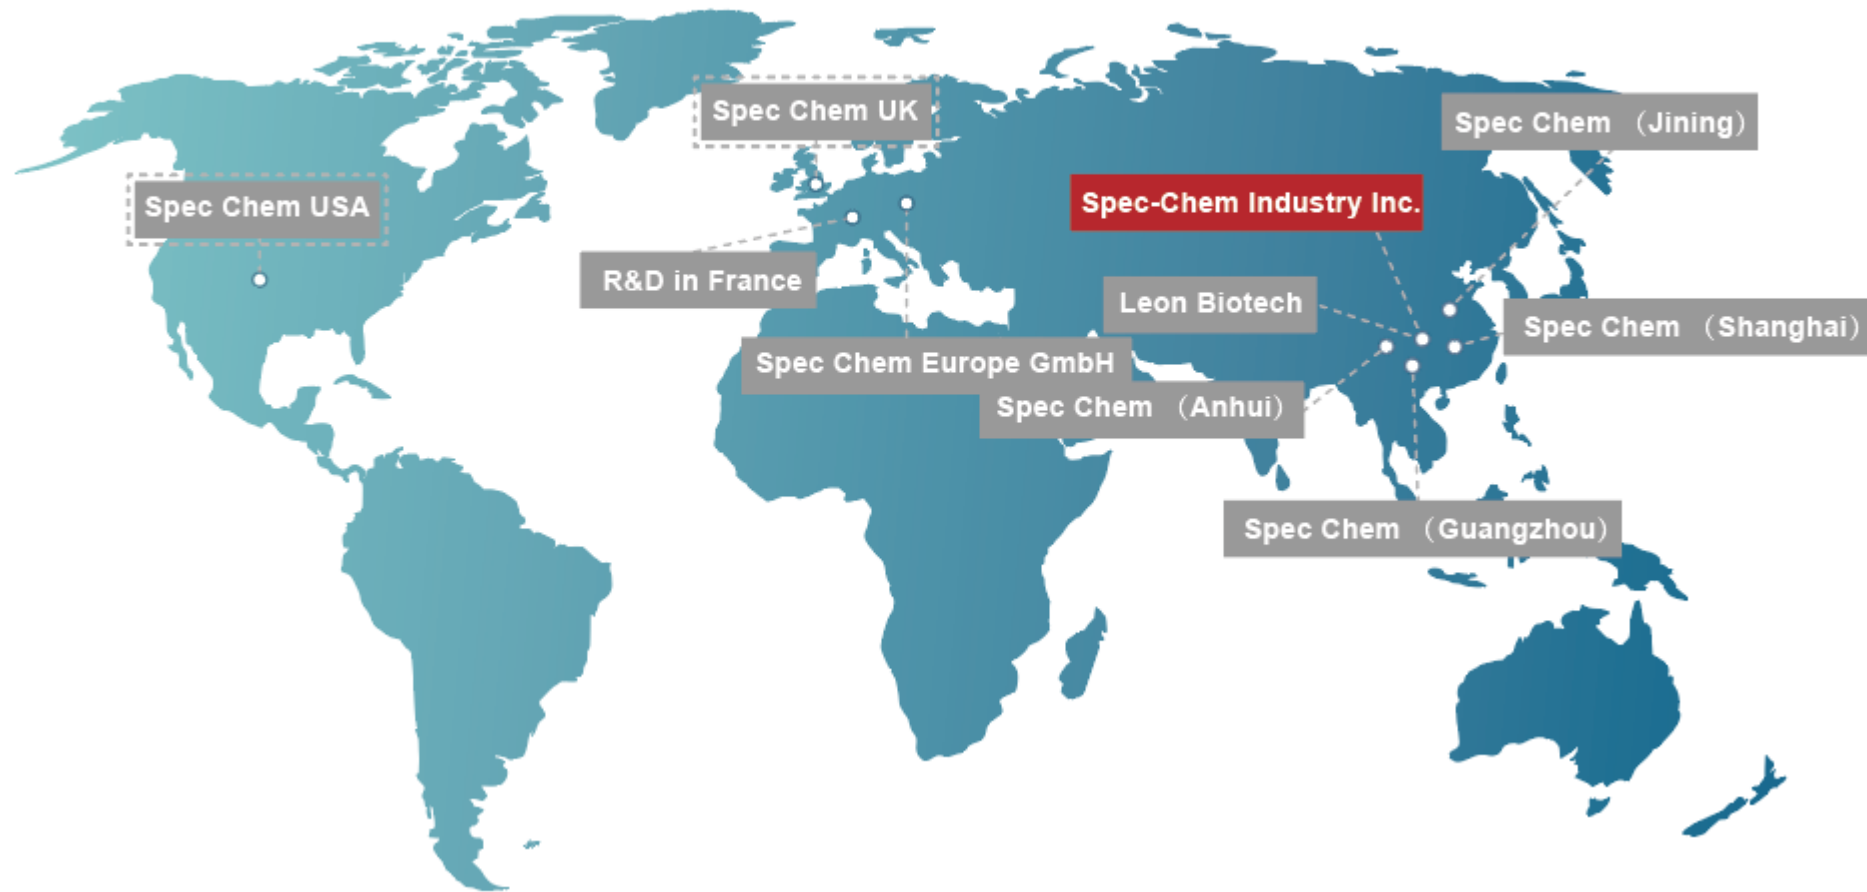 Spec Chem UK
Spec Chem （Jining）
Spec Chem USA
Spec-Chem Industry Inc.
R&D in France
Leon Biotech
Spec Chem （Shanghai）
Spec Chem Europe GmbH
Spec Chem （Anhui）
Spec Chem （Guangzhou）